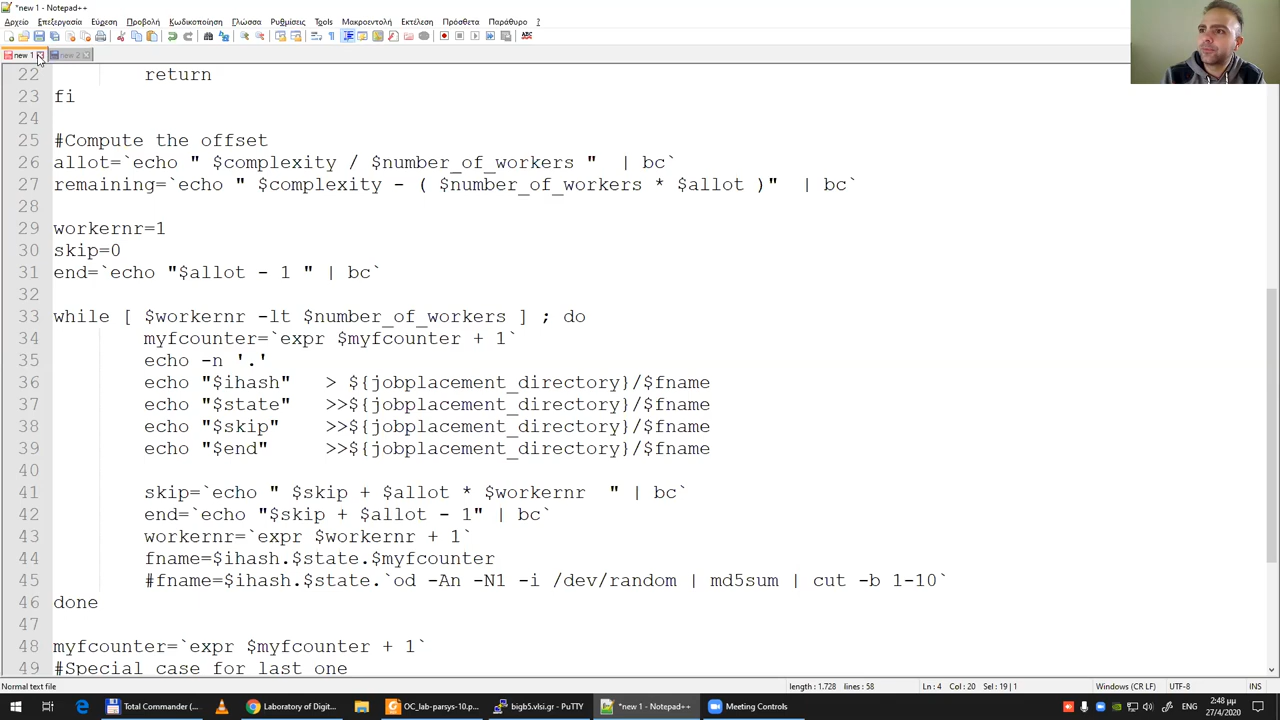 *new 1 - Notepad++
Αρχείο Επεξεργασία Εύρεση Προβολή Κωδικοποίηση Γλώσσα Ρυθμίσεις Tools Μακροεντολή Εκτέλεση Πρόσθετα Παράθυρο ?
new 1 new 2
22 return
23 fi
24
25 #Compute the offset
26 allot=`echo " $complexity / $number_of_workers "  | bc`
27 remaining=`echo " $complexity - ( $number_of_workers * $allot )"  | bc`
28
29 workernr=1
30 skip=0
31 end=`echo "$allot - 1 " | bc`
32
33 while [ $workernr -lt $number_of_workers ] ; do
34 myfcounter=`expr $myfcounter + 1`
35 echo -n '.'
36 echo "$ihash"   > ${jobplacement_directory}/$fname
37 echo "$state"   >>${jobplacement_directory}/$fname
38 echo "$skip"    >>${jobplacement_directory}/$fname
39 echo "$end"     >>${jobplacement_directory}/$fname
40
41 skip=`echo " $skip + $allot * $workernr  " | bc`
42 end=`echo "$skip + $allot - 1" | bc`
43 workernr=`expr $workernr + 1`
44 fname=$ihash.$state.$myfcounter
45 #fname=$ihash.$state.`od -An -N1 -i /dev/random | md5sum | cut -b 1-10`
46 done
47
48 myfcounter=`expr $myfcounter + 1`
49 #Special case for last one
Normal text file length : 1.728 lines : 58 Ln : 4 Col : 20 Sel : 19 | 1 Windows (CR LF) UTF-8 INS
Total Commander (... Laboratory of Digit... OC_lab-parsys-10.p... bigb5.vlsi.gr - PuTTY *new 1 - Notepad++ Meeting Controls 2:48 μμ
27/4/2020